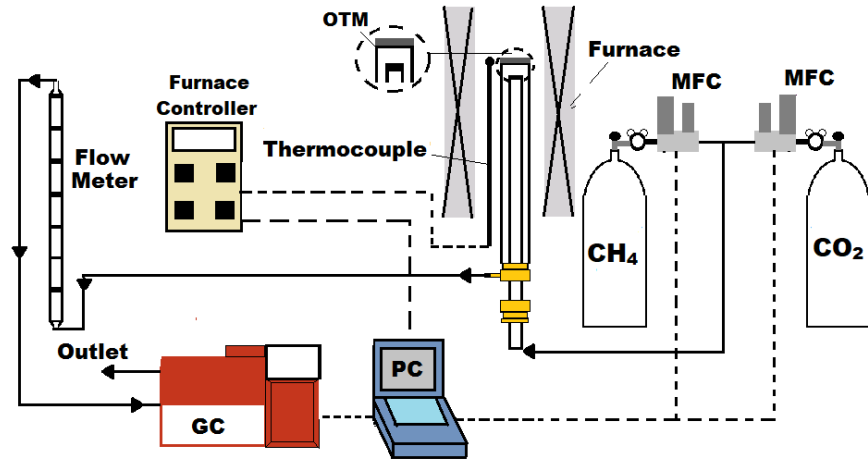 OTM
Furnace
Controller
Furnace
MFC
MFC
Flow
Meter
Thermocouple
CH₄
CO₂
Outlet
PC
GC